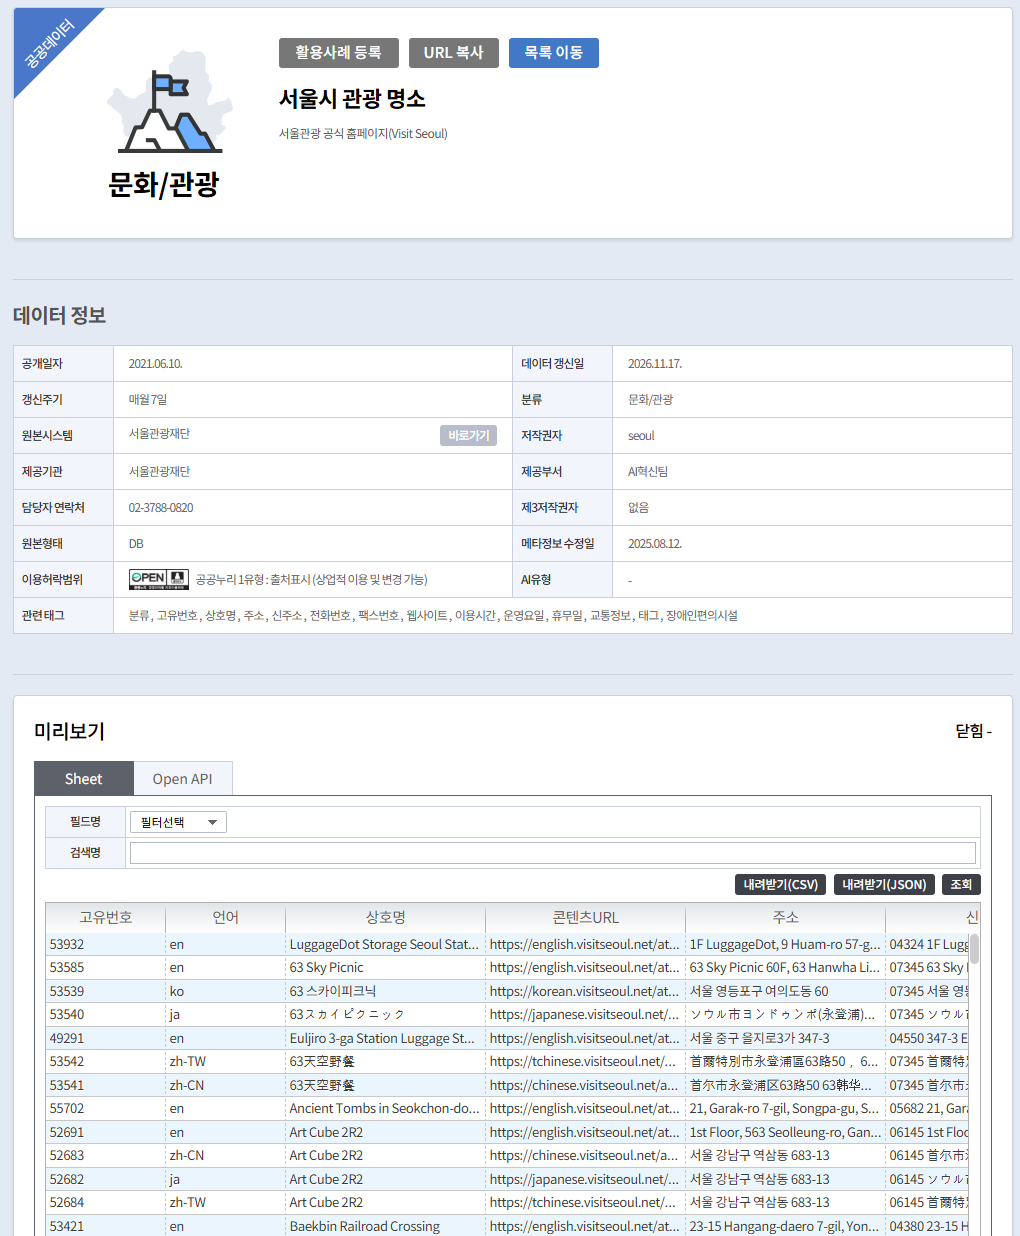 공공데이터
활용사례 등록 URL 복사 목록 이동
서울시 관광 명소
서울관광 공식 홈페이지(Visit Seoul)
문화/관광
데이터 정보
공개일자 2021.06.10. 데이터 갱신일 2026.11.17.
갱신주기 매월 7일 분류 문화/관광
원본시스템 서울관광재단 바로가기 저작권자 seoul
제공기관 서울관광재단 제공부서 AI혁신팀
담당자 연락처 02-3788-0820 제3저작권자 없음
원본형태 DB 메타정보 수정일 2025.08.12.
이용허락범위 OPEN 공공누리 1유형 : 출처표시 (상업적 이용 및 변경 가능) AI유형 -
관련 태그 분류, 고유번호, 상호명, 주소, 신주소, 전화번호, 팩스번호, 웹사이트, 이용시간, 운영요일, 휴무일, 교통정보, 태그, 장애인편의시설
미리보기 닫힘 -
Sheet Open API
필드명 필터선택
검색명
내려받기(CSV) 내려받기(JSON) 조회
고유번호 언어 상호명 콘텐츠URL 주소 신
53932 en LuggageDot Storage Seoul Stat... https://english.visitseoul.net/at... 1F LuggageDot, 9 Huam-ro 57-g... 04324 1F Lugg
53585 en 63 Sky Picnic https://english.visitseoul.net/at... 63 Sky Picnic 60F, 63 Hanwha Li... 07345 63 Sky
53539 ko 63 스카이피크닉 https://korean.visitseoul.net/at... 서울 영등포구 여의도동 60 07345 서울 영등
53540 ja 63スカイピクニック https://japanese.visitseoul.net/... ソウル市ヨンドゥンポ(永登浦)... 07345 ソウル市
49291 en Euljiro 3-ga Station Luggage St... https://english.visitseoul.net/at... 서울 중구 을지로3가 347-3 04550 347-3 E
53542 zh-TW 63天空野餐 https://tchinese.visitseoul.net/... 首爾特別市永登浦區63路50， 6... 07345 首爾特
53541 zh-CN 63天空野餐 https://chinese.visitseoul.net/at... 首尔市永登浦区63路50 63韩华... 07345 首尔市
55702 en Ancient Tombs in Seokchon-do... https://english.visitseoul.net/at... 21, Garak-ro 7-gil, Songpa-gu, S... 05682 21, Gara
52691 en Art Cube 2R2 https://english.visitseoul.net/at... 1st Floor, 563 Seolleung-ro, Gan... 06145 1st Floo
52683 zh-CN Art Cube 2R2 https://chinese.visitseoul.net/a... 서울 강남구 역삼동 683-13 06145 首尔市
52682 ja Art Cube 2R2 https://japanese.visitseoul.net/... 서울 강남구 역삼동 683-13 06145 ソウル市
52684 zh-TW Art Cube 2R2 https://tchinese.visitseoul.net/... 서울 강남구 역삼동 683-13 06145 首爾特
53421 en Baekbin Railroad Crossing https://english.visitseoul.net/at... 23-15 Hangang-daero 7-gil, Yon... 04380 23-15 H